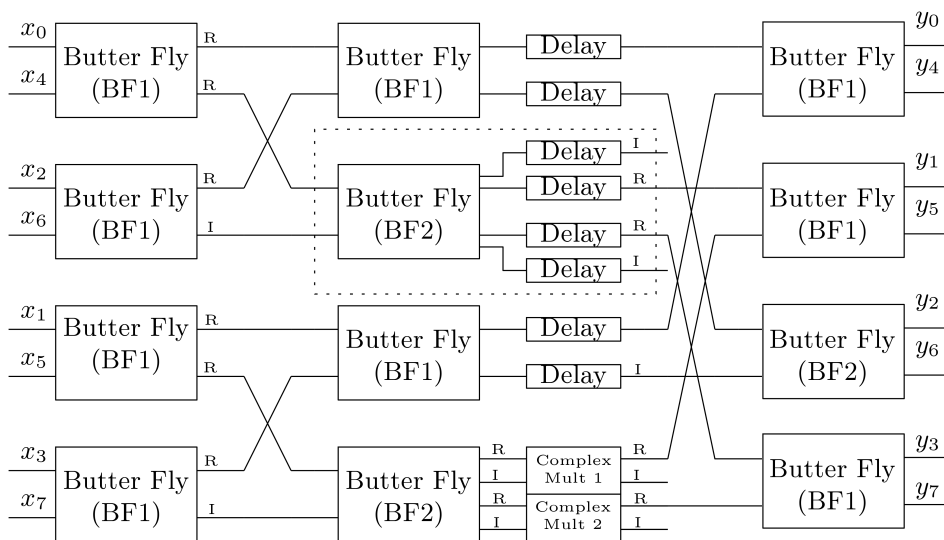 x0 Butter Fly (BF1) R Butter Fly (BF1) Delay Butter Fly (BF1) y0
x4 R Delay y4
x2 Butter Fly (BF1) R Butter Fly (BF2) Delay I Butter Fly (BF1) y1
Delay R
x6 I Delay R y5
Delay I
x1 Butter Fly (BF1) R Butter Fly (BF1) Delay Butter Fly (BF2) y2
x5 R Delay I y6
x3 Butter Fly (BF1) R Butter Fly (BF2) R I Complex Mult 1 R I Butter Fly (BF1) y3
x7 I R I Complex Mult 2 R I y7